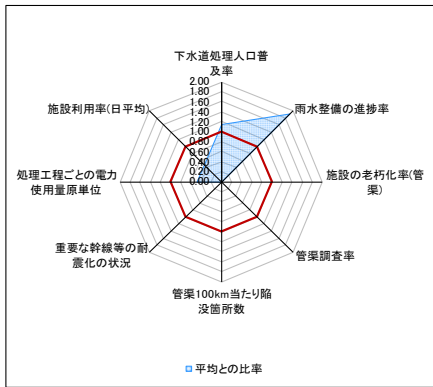 下水道処理人口普
及率
2.00
1.80
1.60
1.40
1.20
1.00
0.80
0.60
0.40
0.20
0.00
雨水整備の進捗率
施設の老朽化率(管
渠)
管渠調査率
管渠100km当たり陥
没箇所数
重要な幹線等の耐
震化の状況
処理工程ごとの電力
使用量原単位
施設利用率(日平均)
平均との比率